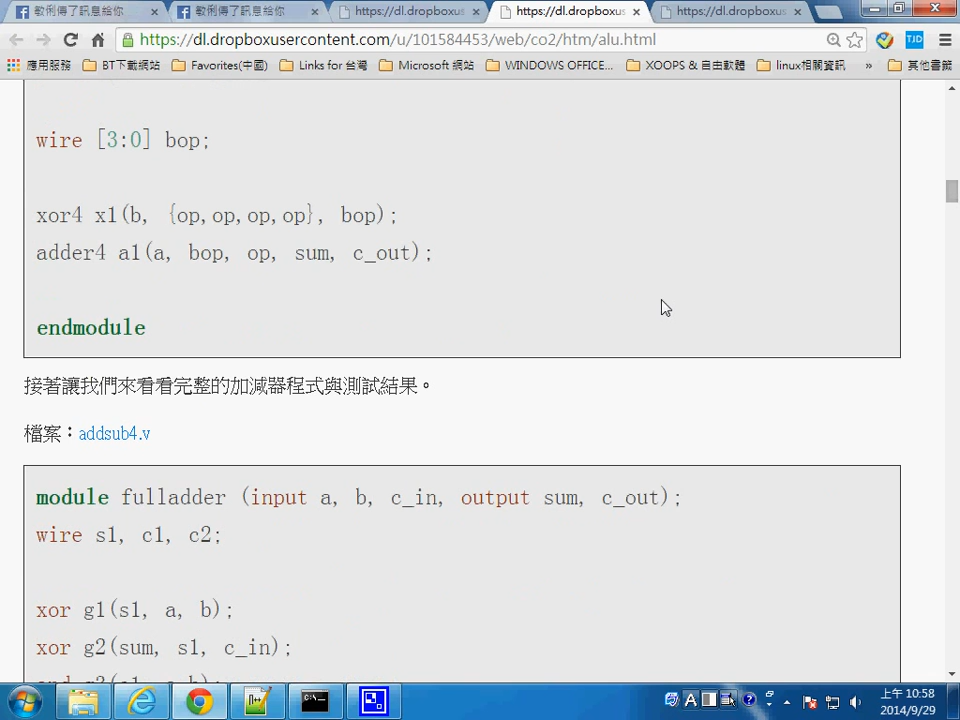 敏俐傳了訊息給你
敏俐傳了訊息給你
https://dl.dropboxus
https://dl.dropboxus
https://dl.dropboxus
https://dl.dropboxusercontent.com/u/101584453/web/co2/htm/alu.html
TJD
應用服務 BT下載網站 Favorites(中國) Links for 台灣 Microsoft 網站 WINDOWS OFFICE... XOOPS & 自由軟體 linux相關資訊 » 其他書籤
wire [3:0] bop;
xor4 x1(b, {op,op,op,op}, bop);
adder4 a1(a, bop, op, sum, c_out);
endmodule
接著讓我們來看看完整的加減器程式與測試結果。
檔案：addsub4.v
module fulladder (input a, b, c_in, output sum, c_out);
wire s1, c1, c2;
xor g1(s1, a, b);
xor g2(sum, s1, c_in);
上午 10:58
2014/9/29